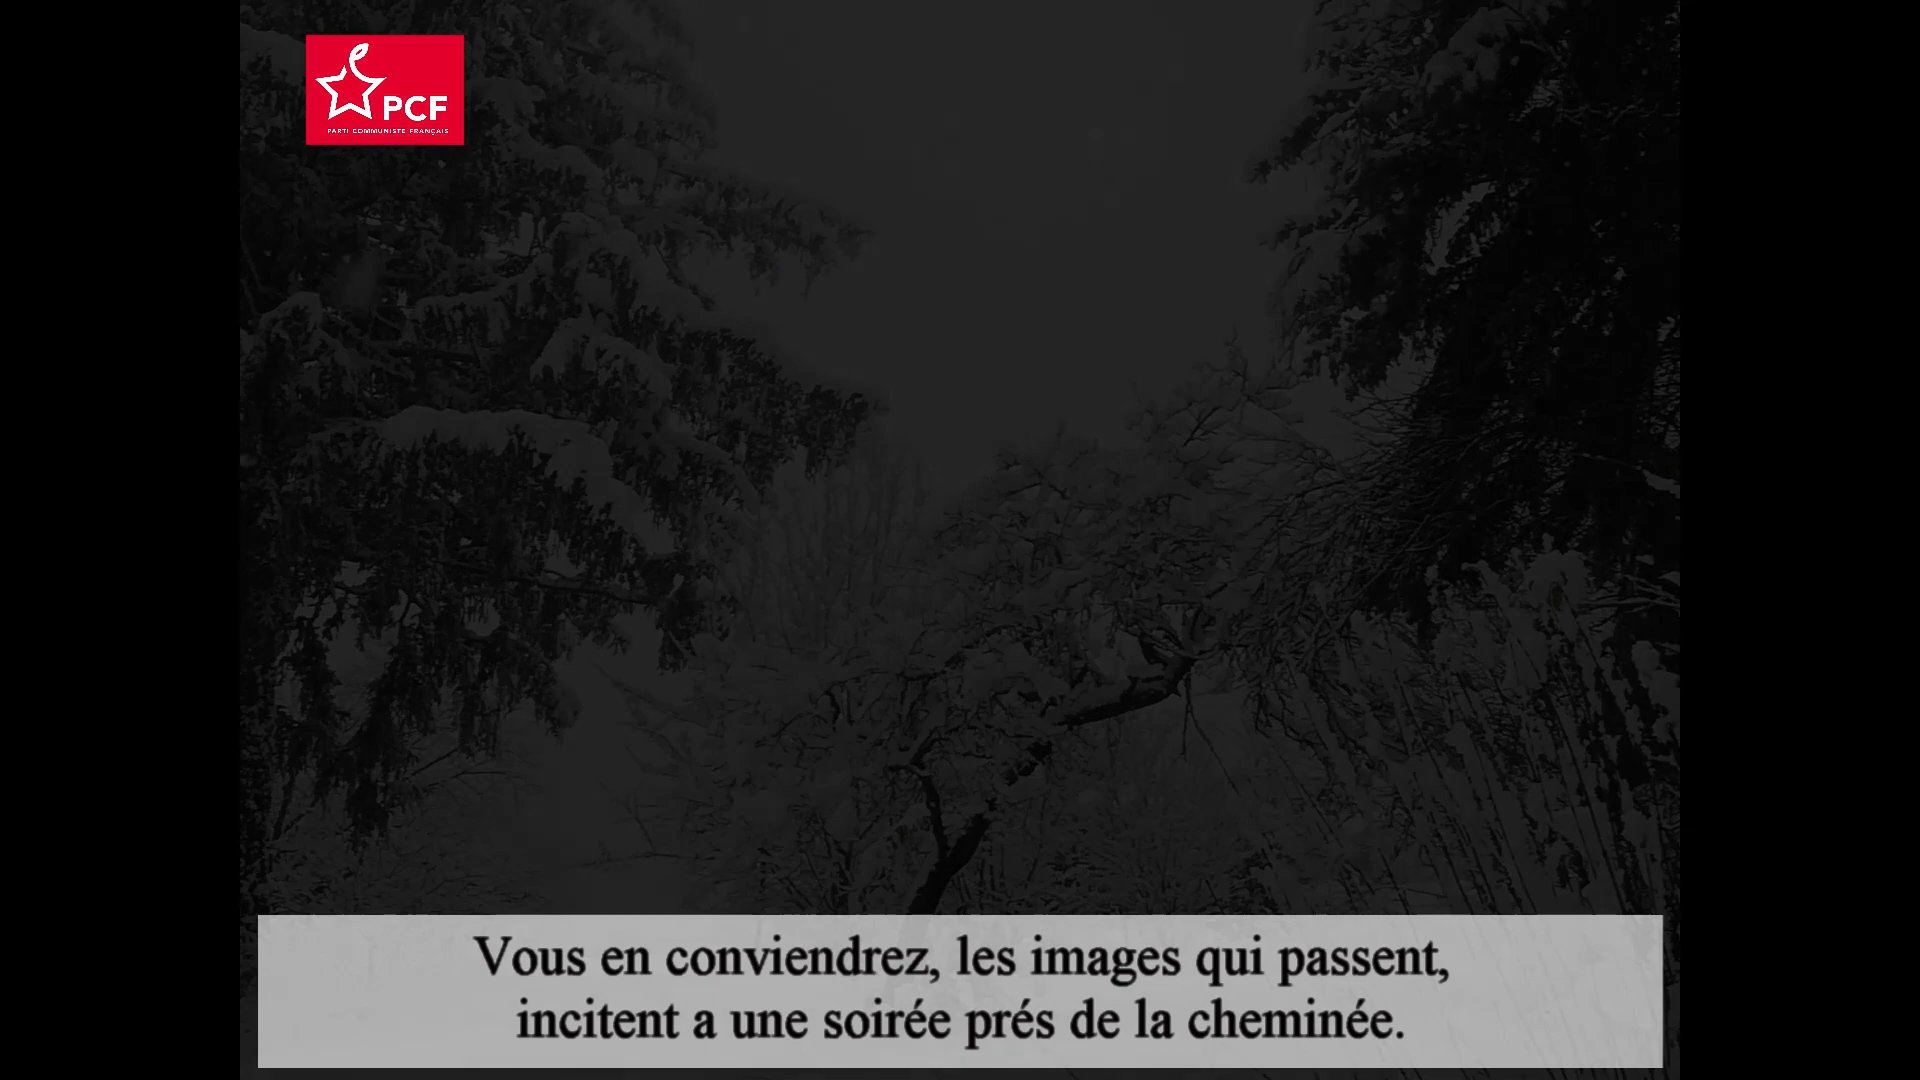 PCF
PARTI COMMUNISTE FRANÇAIS
Vous en conviendrez, les images qui passent,
incitent a une soirée prés de la cheminée.